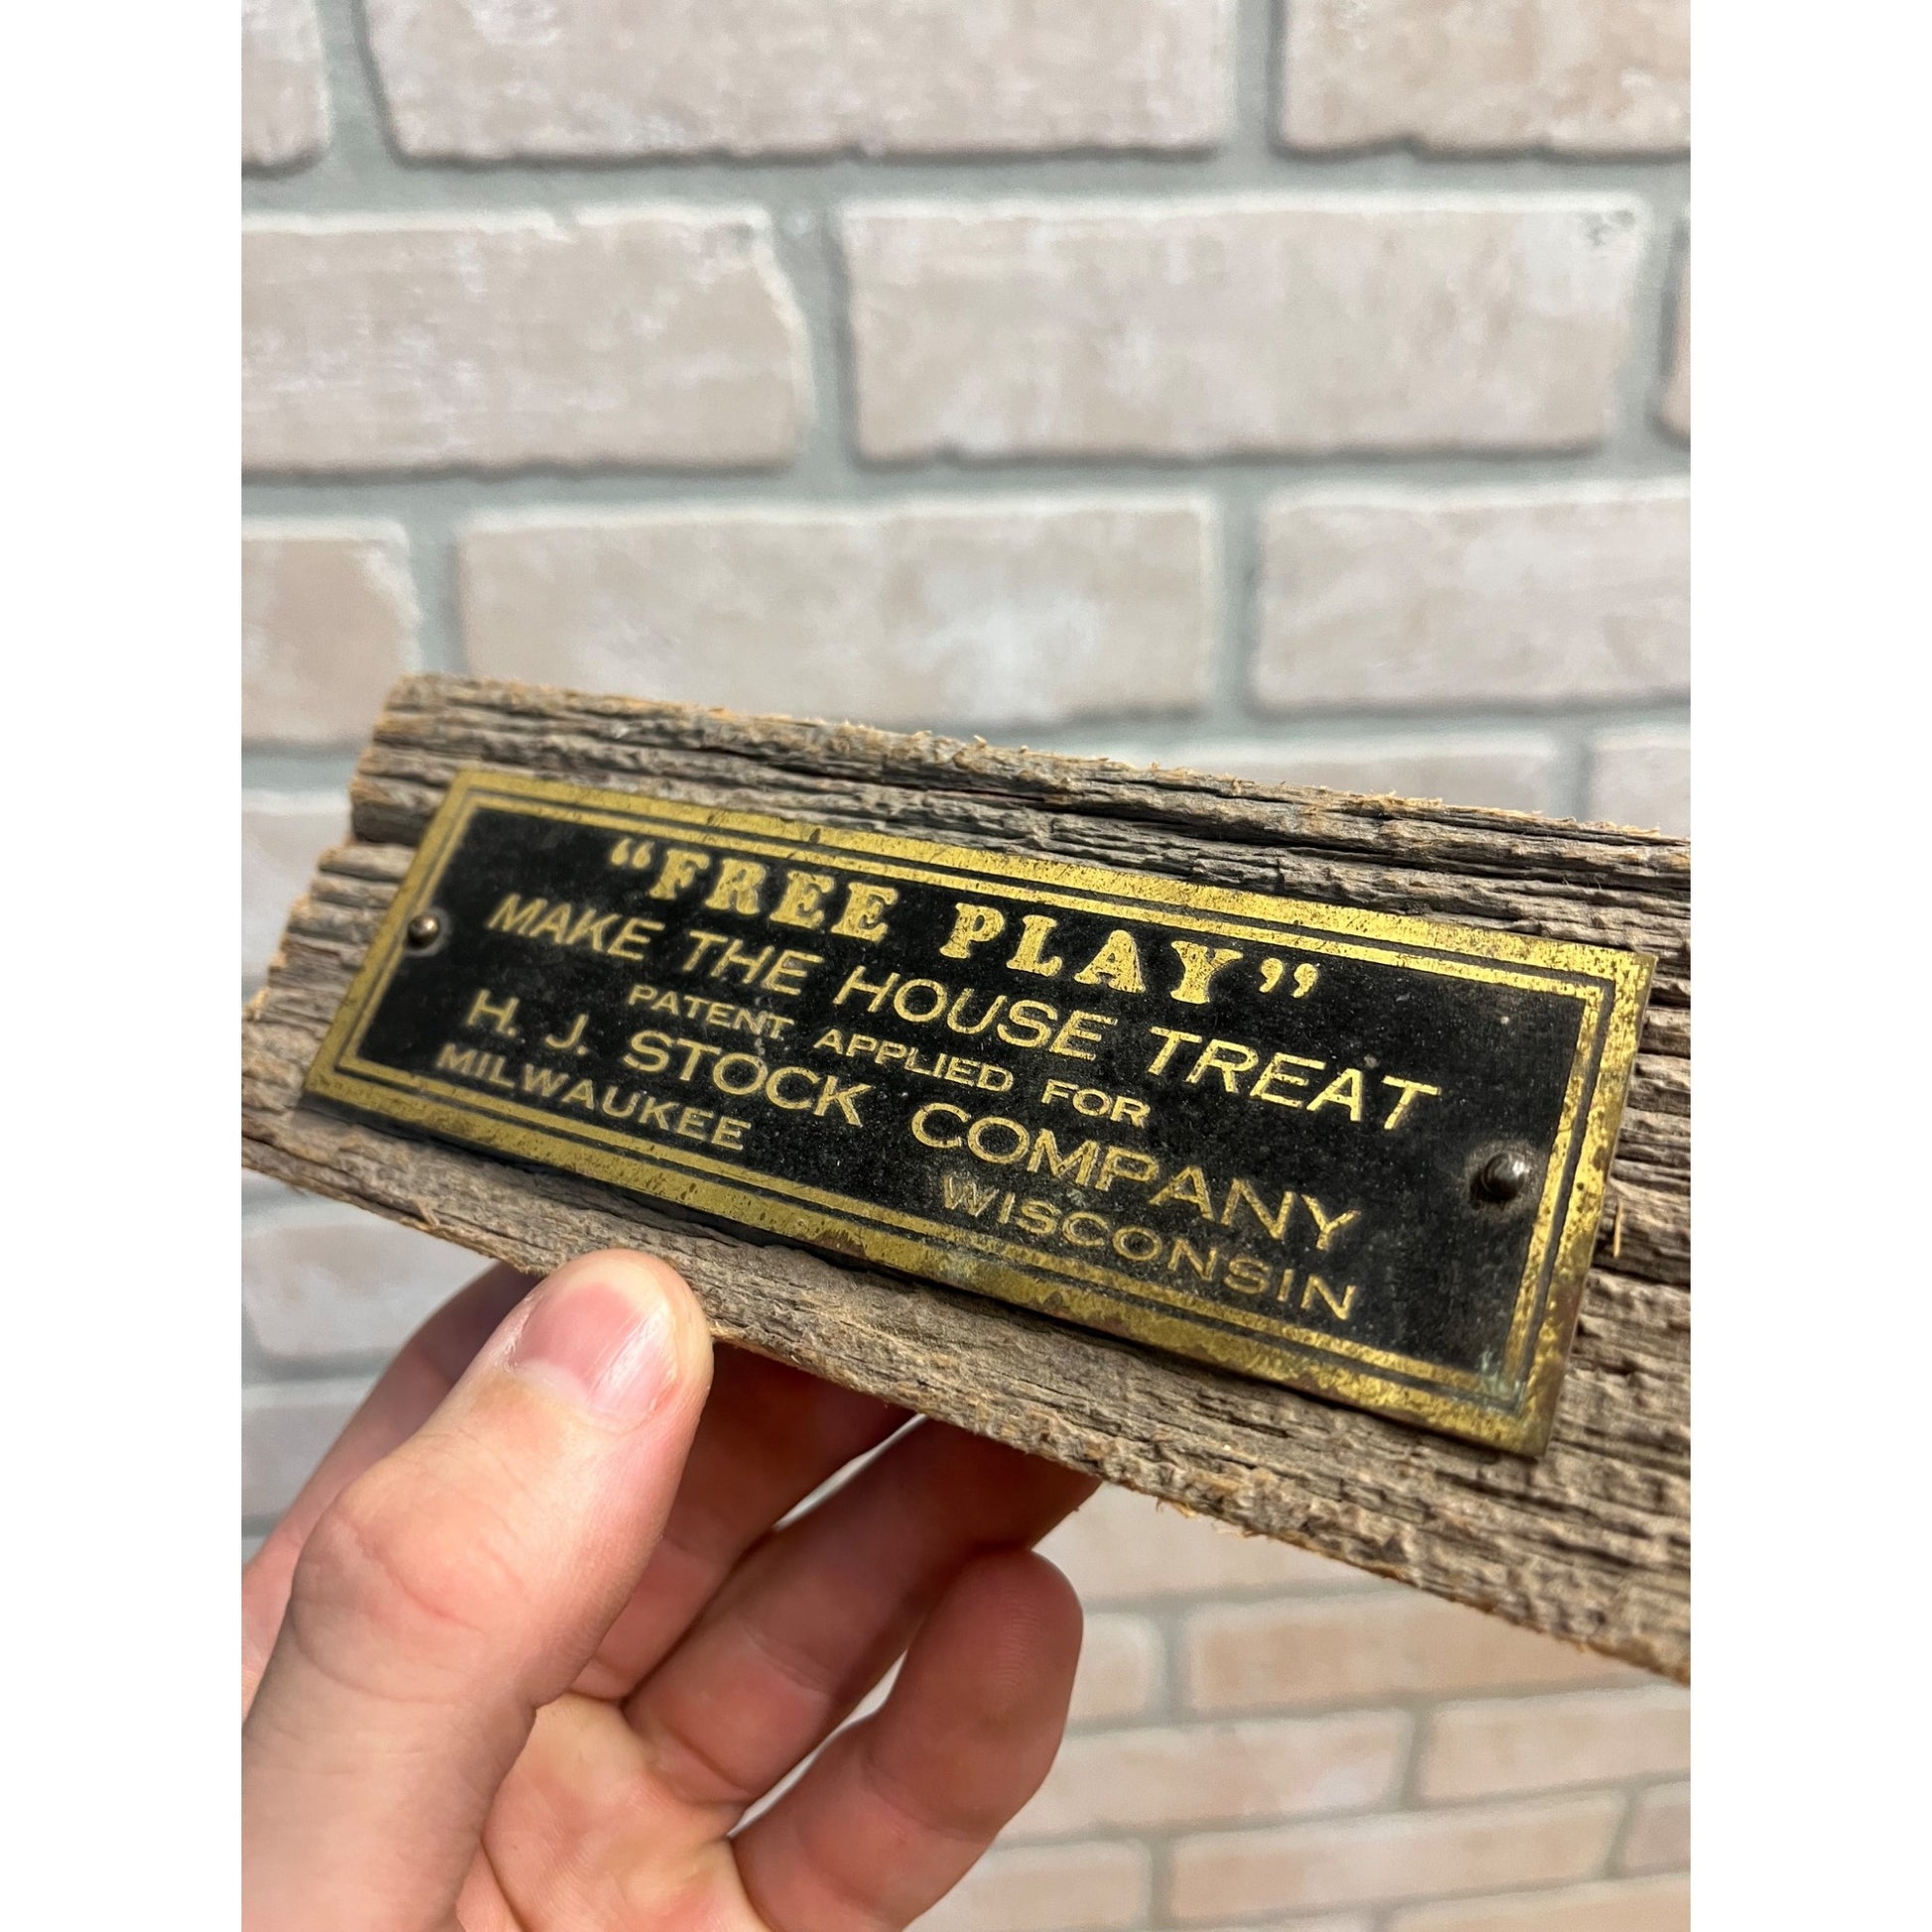 “FREE PLAY”
MAKE THE HOUSE TREAT
PATENT APPLIED FOR
H. J. STOCK COMPANY
MILWAUKEE WISCONSIN